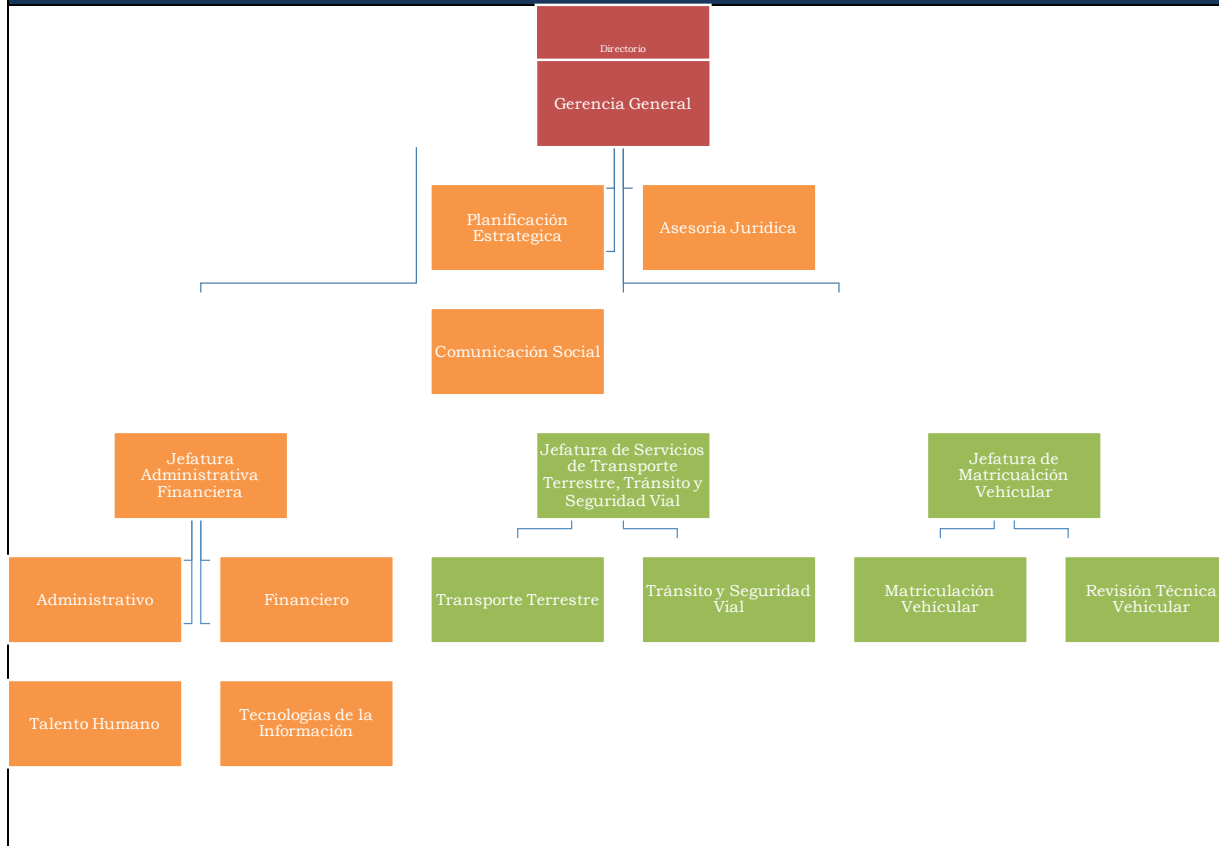 Directorio
Gerencia General
Planificación
Estrategica
Asesoria Juridica
Comunicación Social
Jefatura
Administrativa
Financiera
Jefatura de Servicios
de Transporte
Terrestre, Tránsito y
Seguridad Vial
Jefatura de
Matricualción
Vehicular
Administrativo
Financiero
Transporte Terrestre
Tránsito y Seguridad
Vial
Matriculación
Vehícular
Revisión Técnica
Vehicular
Talento Humano
Tecnologías de la
Información